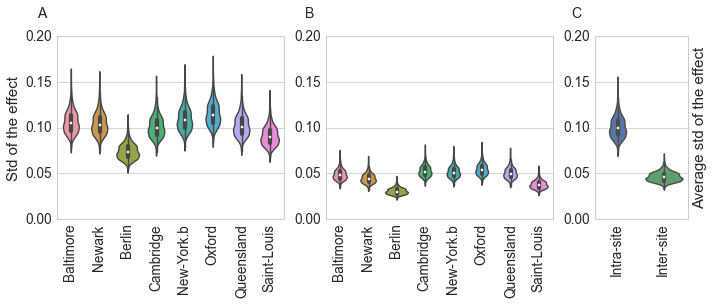 A
B
C
Std of the effect
0.20
0.15
0.10
0.05
0.00
Baltimore
Newark
Berlin
Cambridge
New-York.b
Oxford
Queensland
Saint-Louis
0.20
0.15
0.10
0.05
0.00
Baltimore
Newark
Berlin
Cambridge
New-York.b
Oxford
Queensland
Saint-Louis
0.20
0.15
0.10
0.05
0.00
Intra-site
Inter-site
Average std of the effect